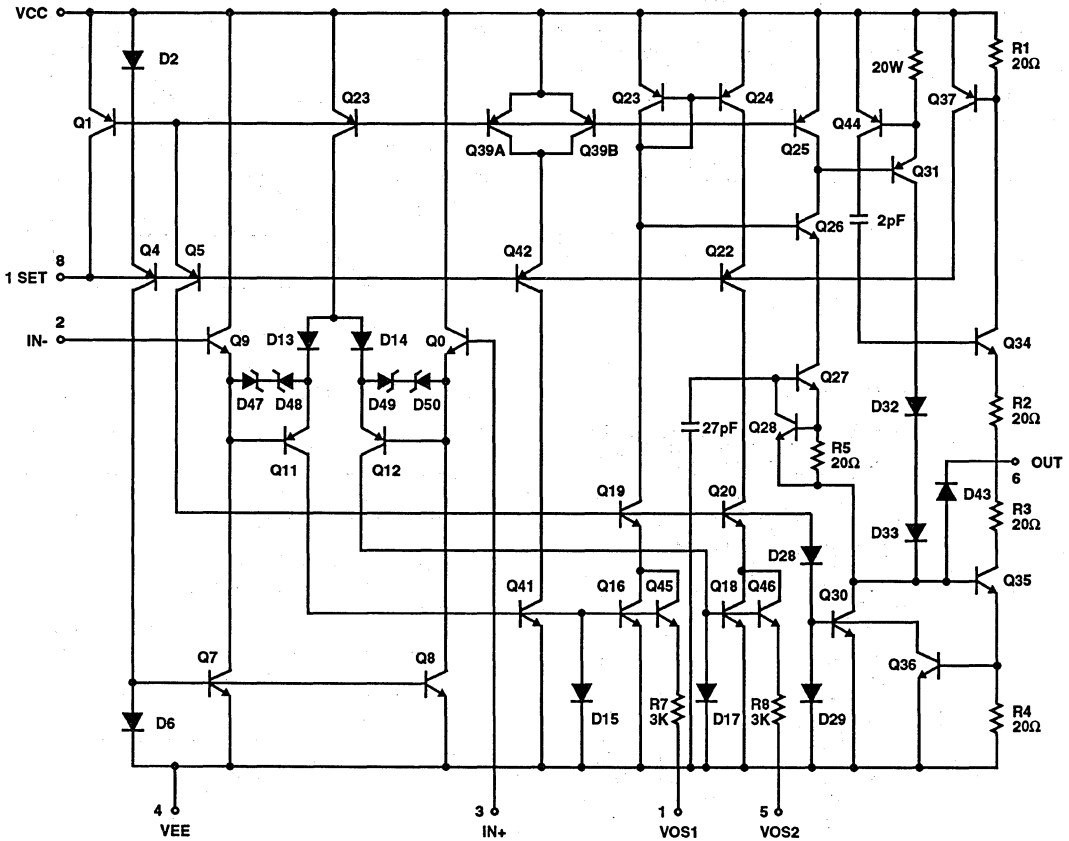 VCC
D2
R1
20Ω
20W
Q1
Q23
Q39A
Q39B
Q23
Q24
Q25
Q44
Q37
Q31
Q26
2pF
8
1 SET
Q4
Q5
Q42
Q22
2
IN-
Q9
D13
D14
Q0
Q34
D47
D48
D49
D50
Q27
27pF
Q28
D32
R2
20Ω
R5
20Ω
Q11
Q12
OUT
6
Q19
Q20
D43
R3
20Ω
D28
D33
Q41
Q16
Q45
Q18
Q46
Q30
Q35
Q7
Q8
Q36
D6
D15
R7
3K
D17
R8
3K
D29
R4
20Ω
4
VEE
3
IN+
1
VOS1
5
VOS2